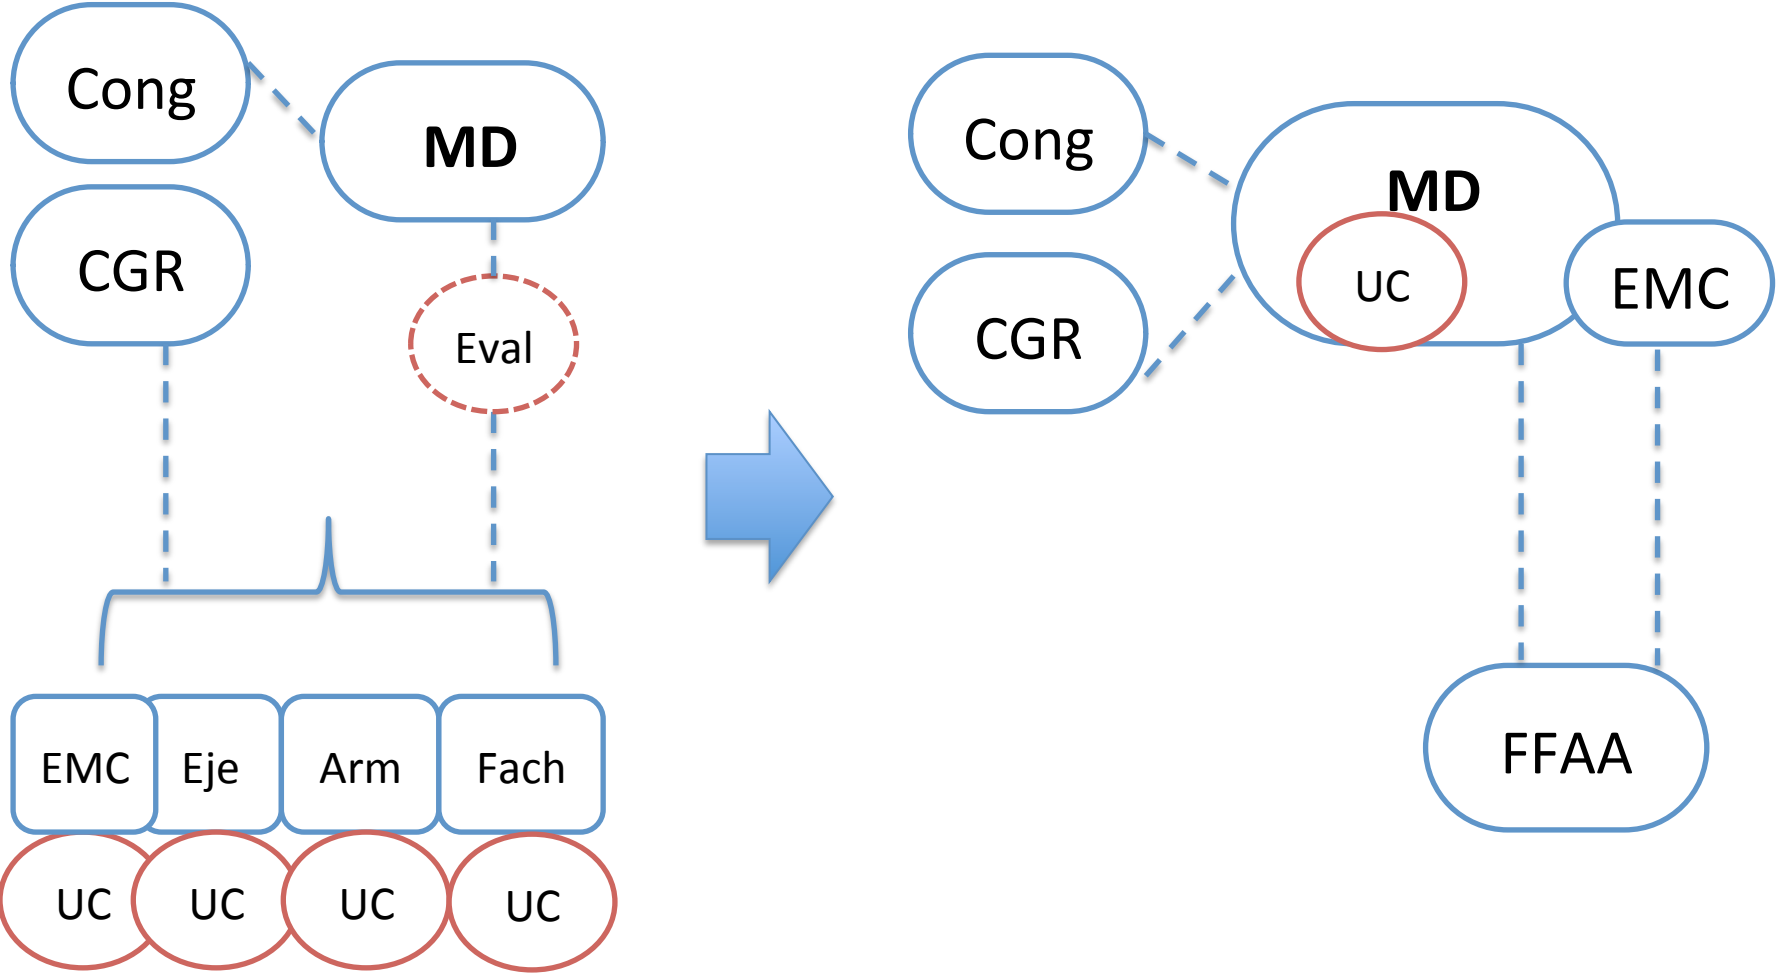 Cong
MD
CGR
Eval
EMC
Eje
Arm
Fach
UC
UC
UC
UC
Cong
MD
UC
EMC
CGR
FFAA